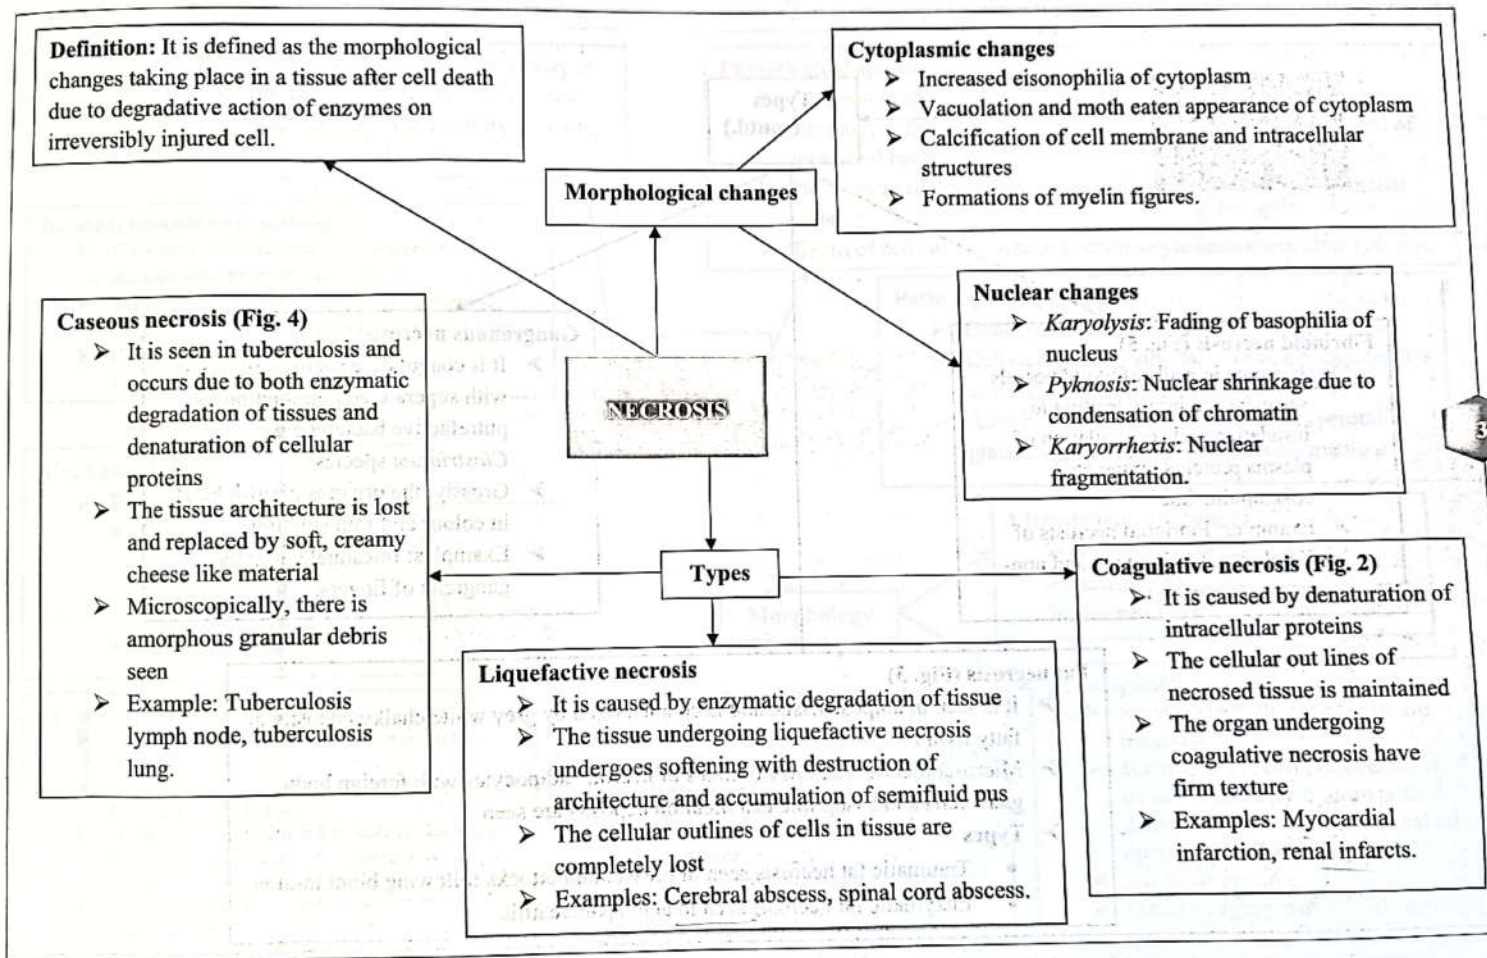 Definition: It is defined as the morphological
changes taking place in a tissue after cell death
due to degradative action of enzymes on
irreversibly injured cell.
Morphological changes
Cytoplasmic changes
➤ Increased eisonophilia of cytoplasm
➤ Vacuolation and moth eaten appearance of cytoplasm
➤ Calcification of cell membrane and intracellular
structures
➤ Formations of myelin figures.
Nuclear changes
➤ Karyolysis: Fading of basophilia of
nucleus
➤ Pyknosis: Nuclear shrinkage due to
condensation of chromatin
➤ Karyorrhexis: Nuclear
fragmentation.
3
NECROSIS
Types
Caseous necrosis (Fig. 4)
➤ It is seen in tuberculosis and
occurs due to both enzymatic
degradation of tissues and
denaturation of cellular
proteins
➤ The tissue architecture is lost
and replaced by soft, creamy
cheese like material
➤ Microscopically, there is
amorphous granular debris
seen
➤ Example: Tuberculosis
lymph node, tuberculosis
lung.
Liquefactive necrosis
➤ It is caused by enzymatic degradation of tissue
➤ The tissue undergoing liquefactive necrosis
undergoes softening with destruction of
architecture and accumulation of semifluid pus
➤ The cellular outlines of cells in tissue are
completely lost
➤ Examples: Cerebral abscess, spinal cord abscess.
Coagulative necrosis (Fig. 2)
➤ It is caused by denaturation of
intracellular proteins
➤ The cellular out lines of
necrosed tissue is maintained
➤ The organ undergoing
coagulative necrosis have
firm texture
➤ Examples: Myocardial
infarction, renal infarcts.